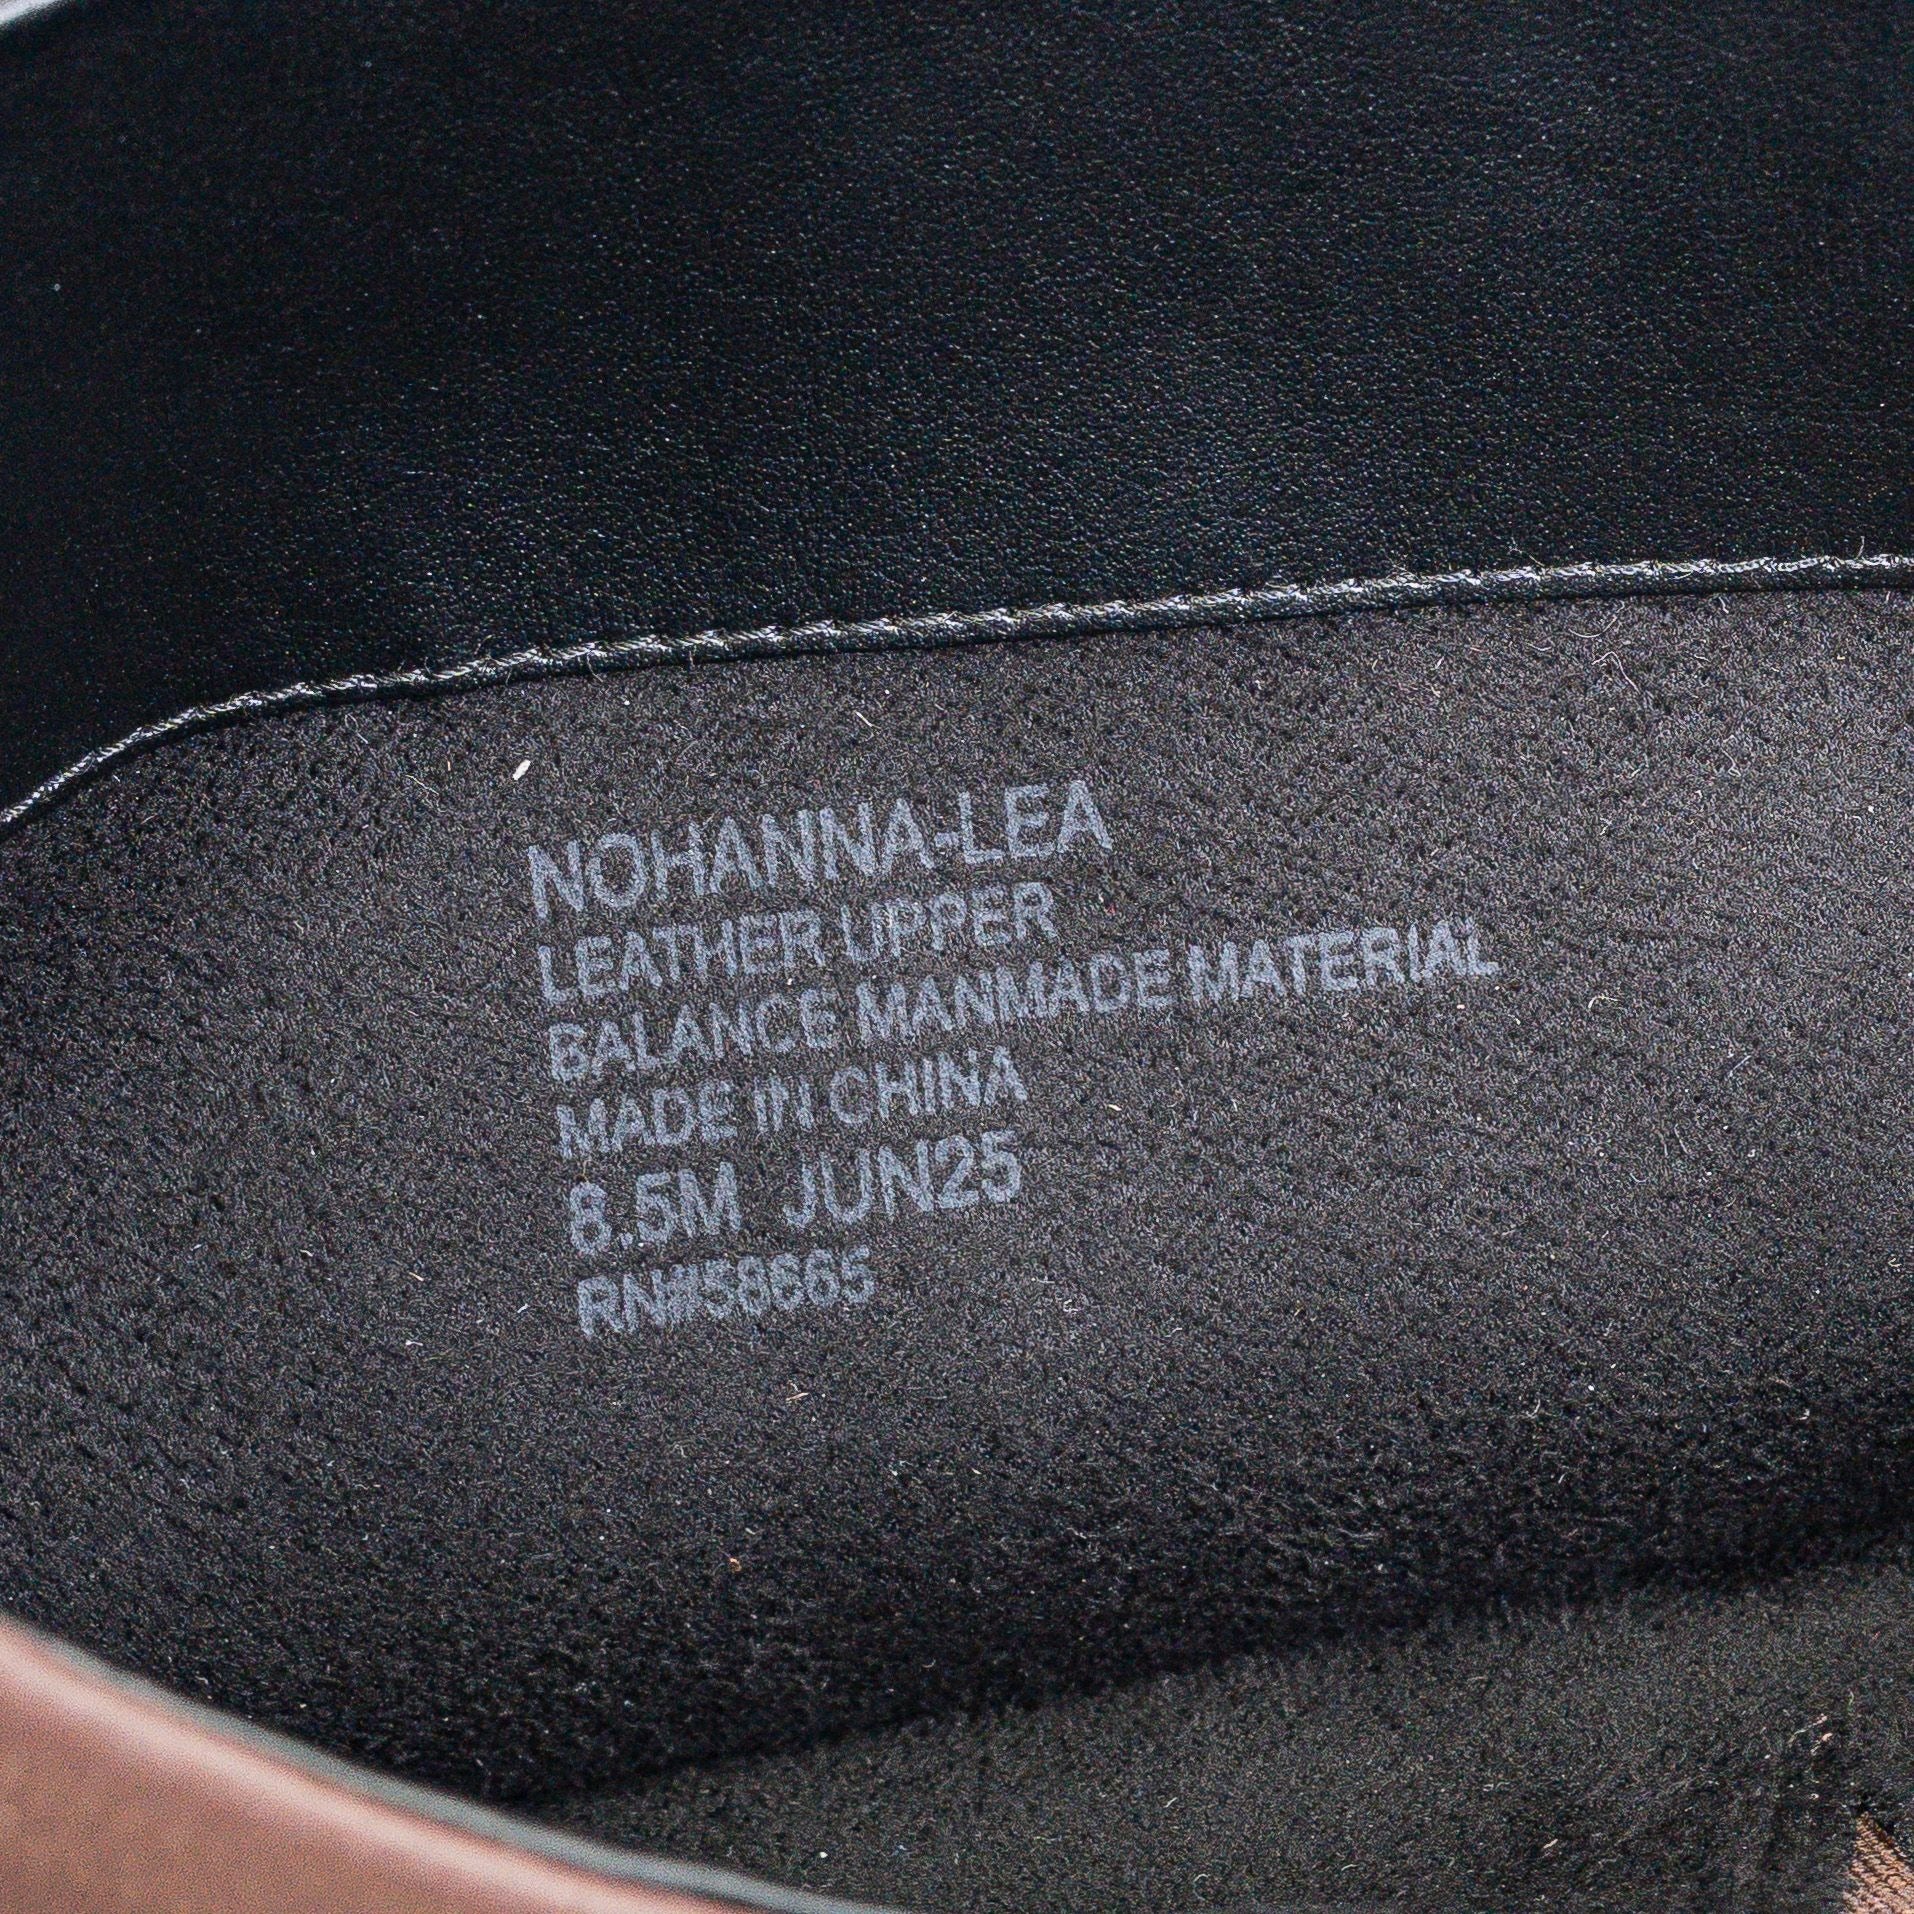 NOHANNA-LEA
LEATHER UPPER
BALANCE MANMADE MATERIAL
MADE IN CHINA
8.5M JUN25
RN#58665